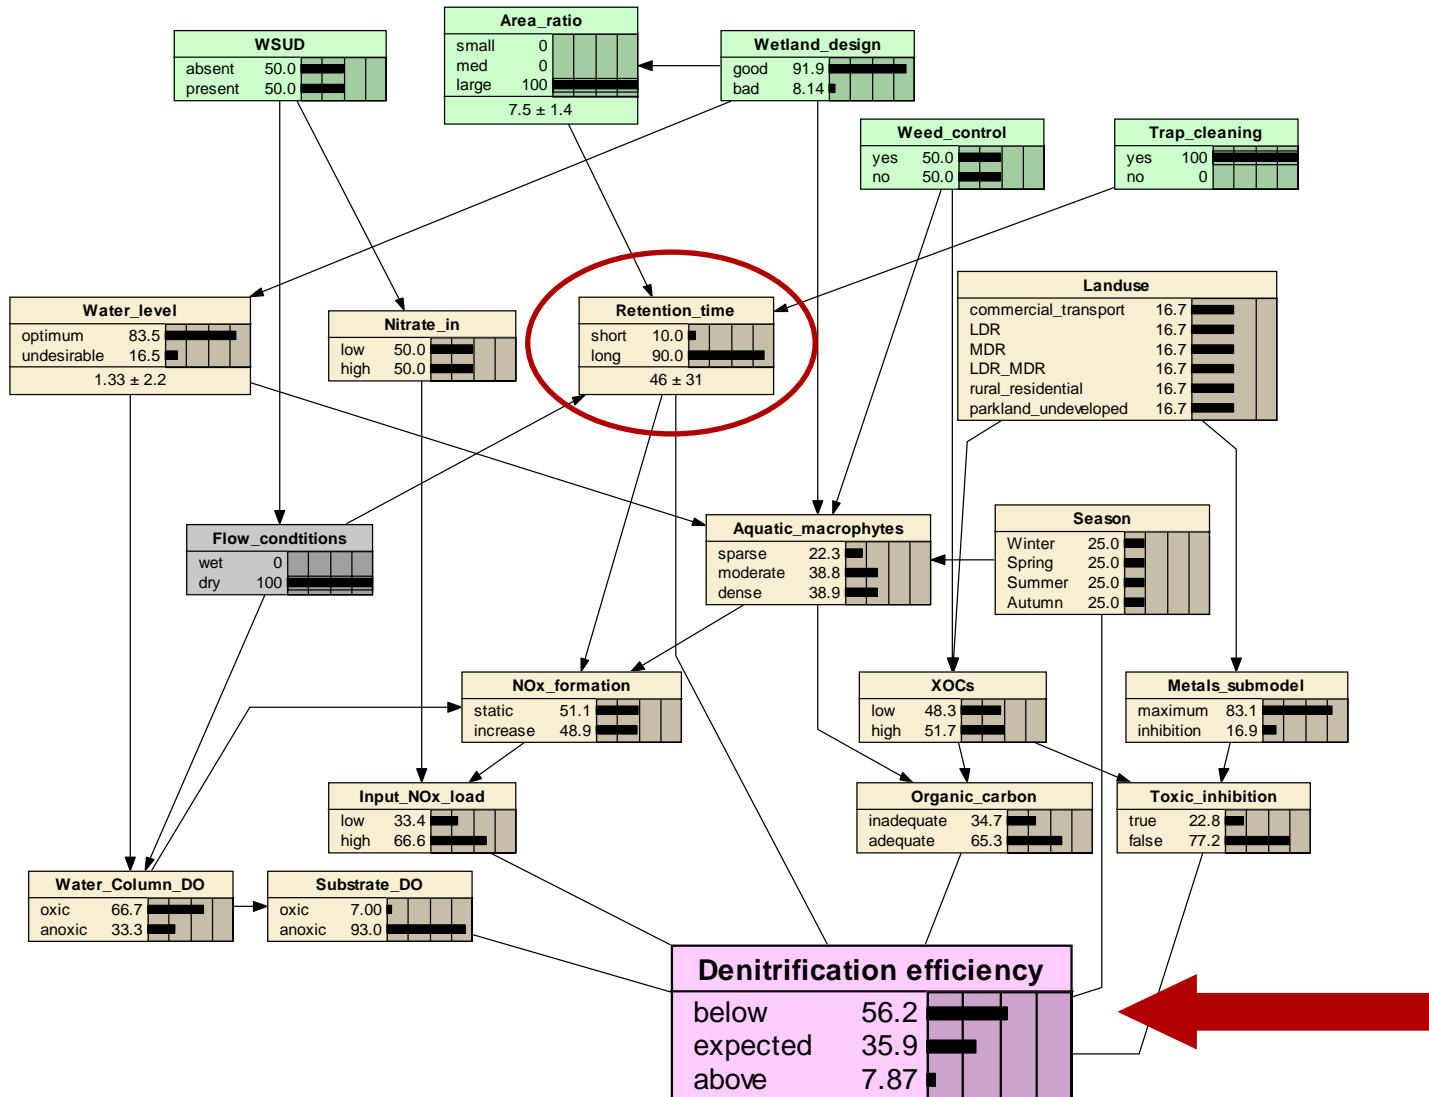 Area_ratio
small 0
med 0
large 100
7.5 ± 1.4
WSUD
absent 50.0
present 50.0
Wetland_design
good 91.9
bad 8.14
Weed_control
yes 50.0
no 50.0
Trap_cleaning
yes 100
no 0
Water_level
optimum 83.5
undesirable 16.5
1.33 ± 2.2
Nitrate_in
low 50.0
high 50.0
Retention_time
short 10.0
long 90.0
46 ± 31
Landuse
commercial_transport 16.7
LDR 16.7
MDR 16.7
LDR_MDR 16.7
rural_residential 16.7
parkland_undeveloped 16.7
Flow_condtitions
wet 0
dry 100
Aquatic_macrophytes
sparse 22.3
moderate 38.8
dense 38.9
Season
Winter 25.0
Spring 25.0
Summer 25.0
Autumn 25.0
NOx_formation
static 51.1
increase 48.9
XOCs
low 48.3
high 51.7
Metals_submodel
maximum 83.1
inhibition 16.9
Input_NOx_load
low 33.4
high 66.6
Organic_carbon
inadequate 34.7
adequate 65.3
Toxic_inhibition
true 22.8
false 77.2
Water_Column_DO
oxic 66.7
anoxic 33.3
Substrate_DO
oxic 7.00
anoxic 93.0
Denitrification efficiency
below 56.2
expected 35.9
above 7.87